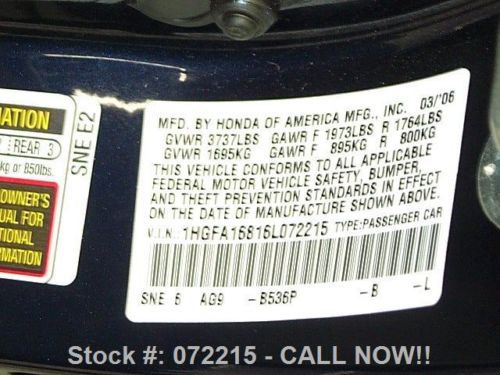 MFD. BY HONDA OF AMERICA MFG., INC. 03/'06
GVWR 3737LBS GAWR F 1973LBS R 1764LBS
GVWR 1695KG GAWR F 895KG R 800KG
THIS VEHICLE CONFORMS TO ALL APPLICABLE
FEDERAL MOTOR VEHICLE SAFETY, BUMPER,
AND THEFT PREVENTION STANDARDS IN EFFECT
ON THE DATE OF MANUFACTURE SHOWN ABOVE.
V.I.N.: 1HGFA16816L072215 TYPE:PASSENGER CAR
SNE 6 AG9 -B536P -B -L
SNE E2
MATION
REAR 3
kg or 850lbs.
OWNER'S
UAL FOR
TIONAL
RMATION
Stock #: 072215 - CALL NOW!!